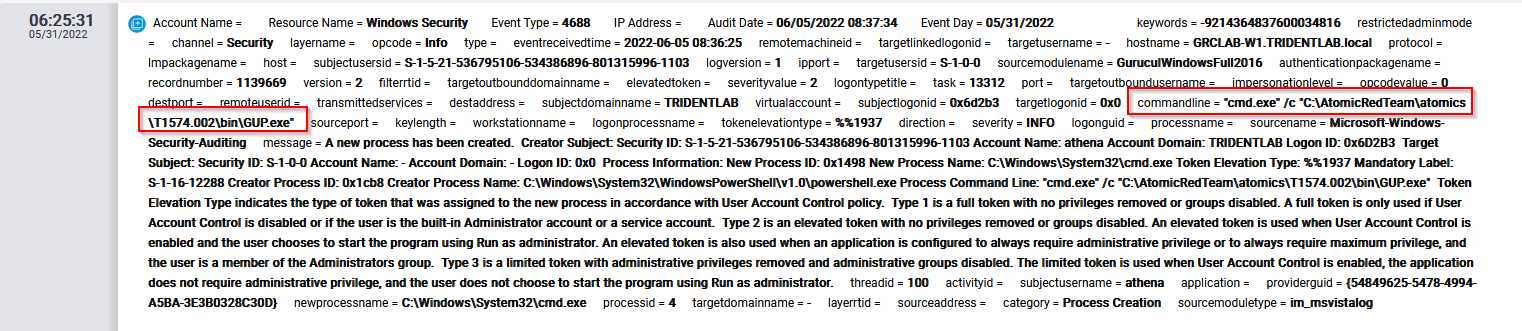 06:25:31
05/31/2022
Account Name = Resource Name = Windows Security Event Type = 4688 IP Address = Audit Date = 06/05/2022 08:37:34 Event Day = 05/31/2022 keywords = -9214364837600034816 restrictedadminmode
= channel = Security layername = opcode = Info type = eventreceivedtime = 2022-06-05 08:36:25 remotemachineid = targetlinkedlogonid = targetusername = - hostname = GRCLAB-W1.TRIDENTLAB.local protocol =
lmpackagename = host = subjectusersid = S-1-5-21-536795106-534386896-801315996-1103 logversion = 1 ipport = targetusersid = S-1-0-0 sourcemodulename = GuruculWindowsFull2016 authenticationpackagename =
recordnumber = 1139669 version = 2 filterrtid = targetoutbounddomainname = elevatedtoken = severityvalue = 2 logontypetitle = task = 13312 port = targetoutboundusername = impersonationlevel = opcodevalue = 0
destport = remoteuserid = transmittedservices = destaddress = subjectdomainname = TRIDENTLAB virtualaccount = subjectlogonid = 0x6d2b3 targetlogonid = 0x0 commandline = "cmd.exe" /c "C:\AtomicRedTeam\atomics
\T1574.002\bin\GUP.exe" sourceport = keylength = workstationname = logonprocessname = tokenelevationtype = %%1937 direction = severity = INFO logonguid = processname = sourcename = Microsoft-Windows-
Security-Auditing message = A new process has been created. Creator Subject: Security ID: S-1-5-21-536795106-534386896-801315996-1103 Account Name: athena Account Domain: TRIDENTLAB Logon ID: 0x6D2B3 Target
Subject: Security ID: S-1-0-0 Account Name: - Account Domain: - Logon ID: 0x0 Process Information: New Process ID: 0x1498 New Process Name: C:\Windows\System32\cmd.exe Token Elevation Type: %%1937 Mandatory Label:
S-1-16-12288 Creator Process ID: 0x1cb8 Creator Process Name: C:\Windows\System32\WindowsPowerShell\v1.0\powershell.exe Process Command Line: "cmd.exe" /c "C:\AtomicRedTeam\atomics\T1574.002\bin\GUP.exe" Token
Elevation Type indicates the type of token that was assigned to the new process in accordance with User Account Control policy. Type 1 is a full token with no privileges removed or groups disabled. A full token is only used if User
Account Control is disabled or if the user is the built-in Administrator account or a service account. Type 2 is an elevated token with no privileges removed or groups disabled. An elevated token is used when User Account Control is
enabled and the user chooses to start the program using Run as administrator. An elevated token is also used when an application is configured to always require administrative privilege or to always require maximum privilege, and
the user is a member of the Administrators group. Type 3 is a limited token with administrative privileges removed and administrative groups disabled. The limited token is used when User Account Control is enabled, the application
does not require administrative privilege, and the user does not choose to start the program using Run as administrator. threadid = 100 activityid = subjectusername = athena application = providerguid = {54849625-5478-4994-
A5BA-3E3B0328C30D} newprocessname = C:\Windows\System32\cmd.exe processid = 4 targetdomainname = - layerrtid = sourceaddress = category = Process Creation sourcemoduletype = im_msvistalog